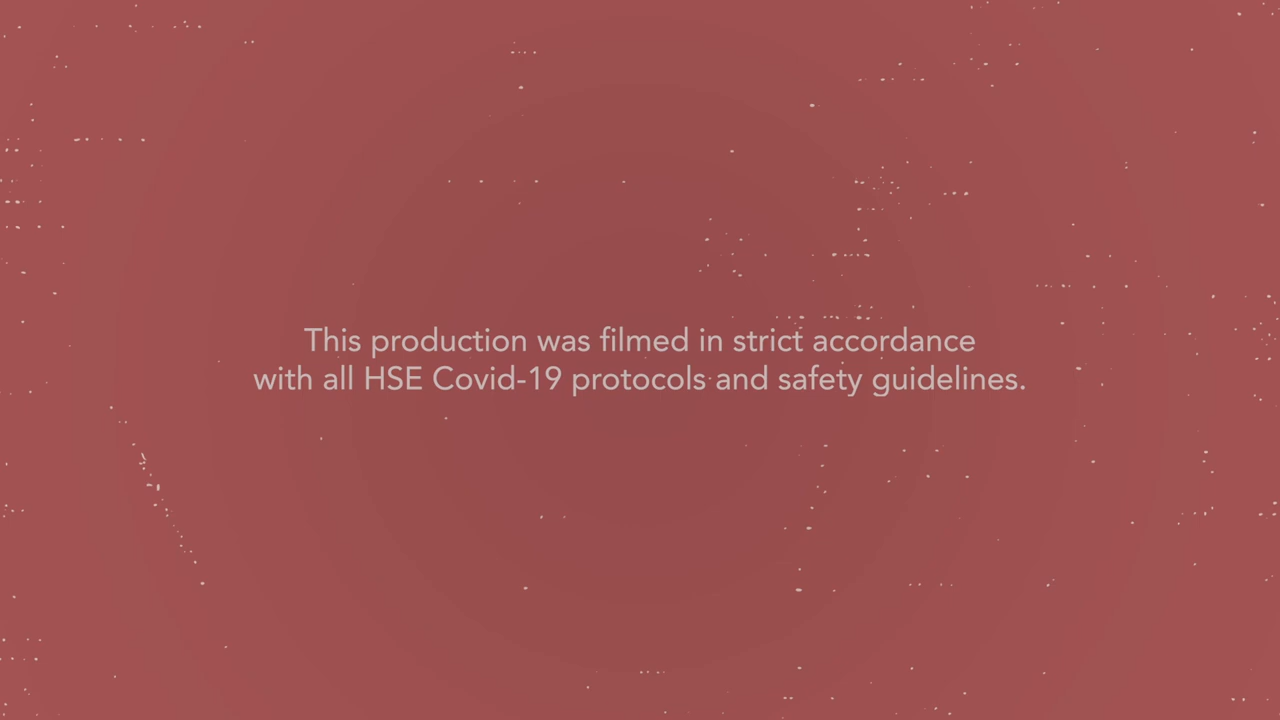 This production was filmed in strict accordance
with all HSE Covid-19 protocols and safety guidelines.